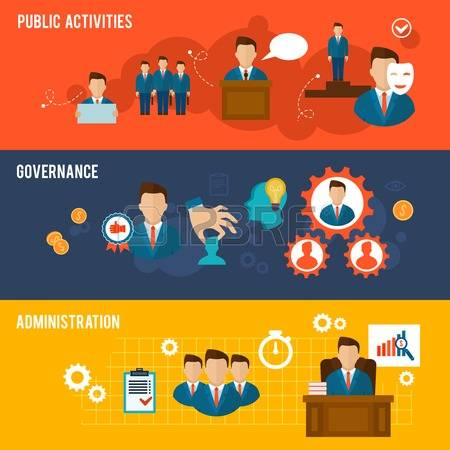 PUBLIC ACTIVITIES
GOVERNANCE
ADMINISTRATION